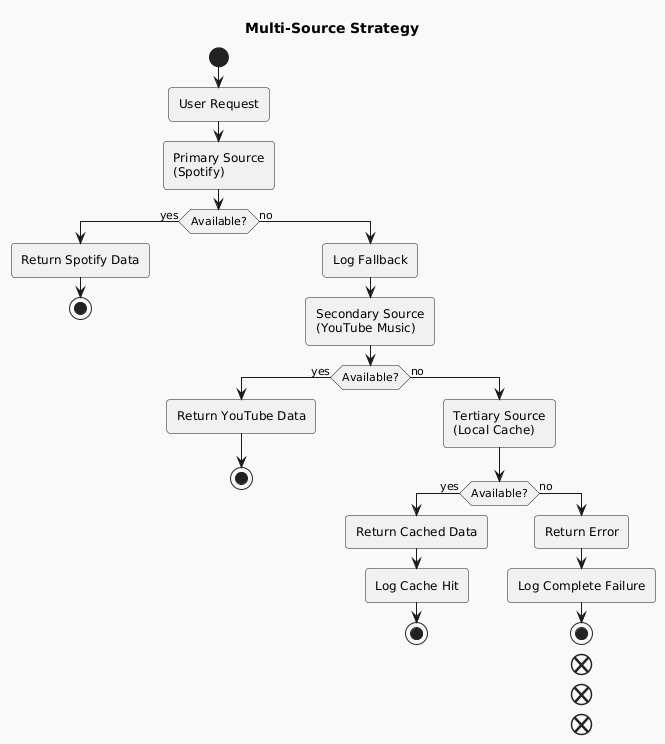 Multi-Source Strategy
User Request
Primary Source
(Spotify)
Available?
yes
no
Return Spotify Data
Log Fallback
Secondary Source
(YouTube Music)
Available?
yes
no
Return YouTube Data
Tertiary Source
(Local Cache)
Available?
yes
no
Return Cached Data
Return Error
Log Cache Hit
Log Complete Failure